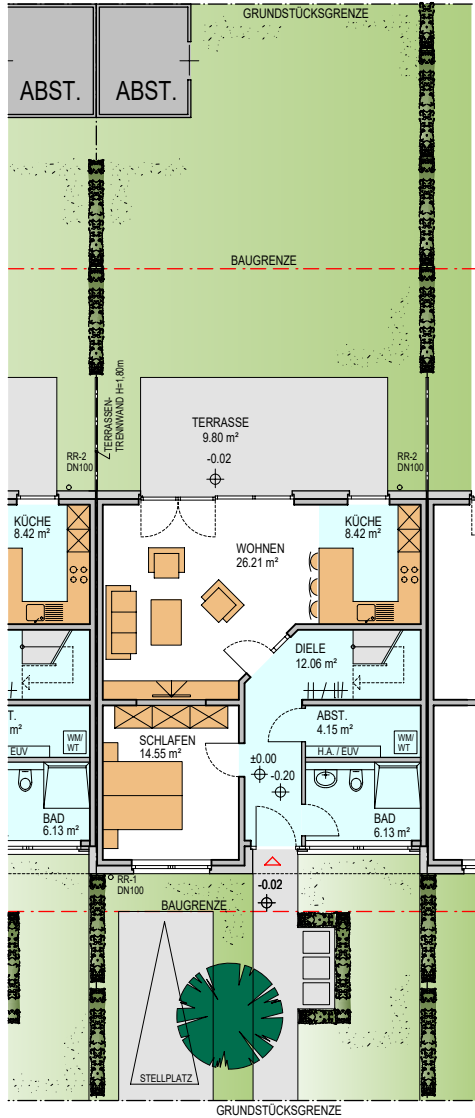 GRUNDSTÜCKSGRENZE
ABST.
ABST.
BAUGRENZE
TERRASSEN-
TRENNWAND H=1,80m
TERRASSE
9.80 m²
-0.02
RR-2
DN100
RR-2
DN100
KÜCHE
8.42 m²
WOHNEN
26.21 m²
KÜCHE
8.42 m²
DIELE
12.06 m²
T.
m²
EUV
WM/
WT
SCHLAFEN
14.55 m²
ABST.
4.15 m²
WM/
WT
H.A. / EUV
±0.00
-0.20
BAD
6.13 m²
BAD
6.13 m²
RR-1
DN100
-0.02
BAUGRENZE
STELLPLATZ
GRUNDSTÜCKSGRENZE